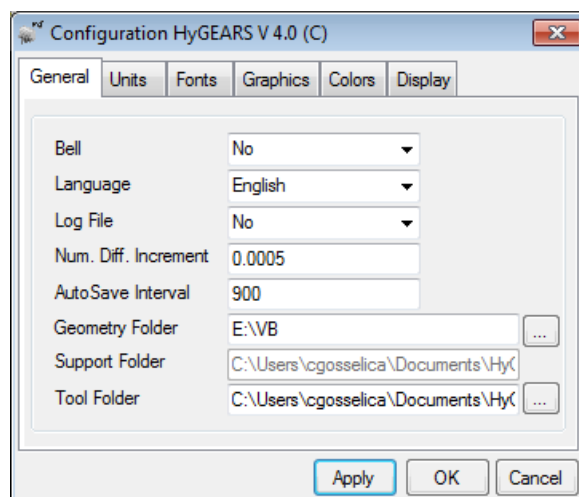 Configuration HyGEARS V 4.0 (C)
General Units Fonts Graphics Colors Display
Bell No
Language English
Log File No
Num. Diff. Increment 0.0005
AutoSave Interval 900
Geometry Folder E:\VB ...
Support Folder C:\Users\cgosselica\Documents\HyG
Tool Folder C:\Users\cgosselica\Documents\HyG ...
Apply OK Cancel